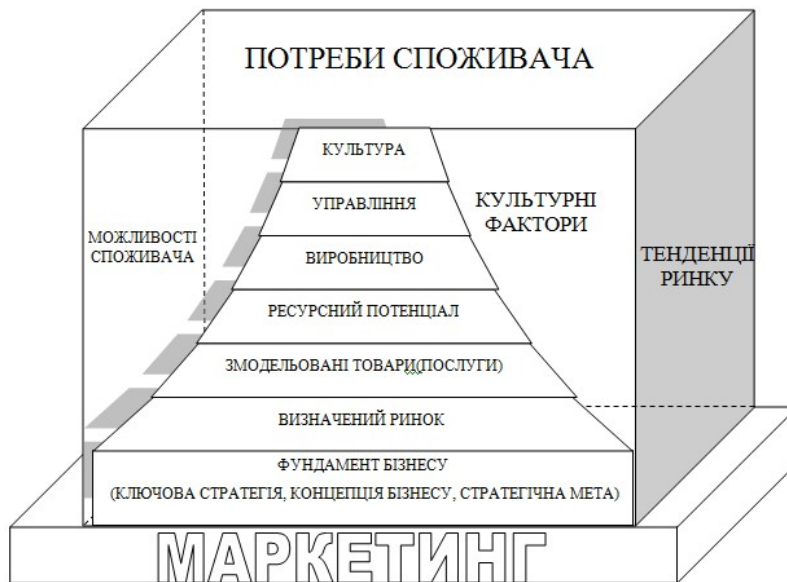 ПОТРЕБИ СПОЖИВАЧА
КУЛЬТУРА
УПРАВЛІННЯ
КУЛЬТУРНІ
ФАКТОРИ
МОЖЛИВОСТІ
СПОЖИВАЧА
ВИРОБНИЦТВО
ТЕНДЕНЦІЇ
РИНКУ
РЕСУРСНИЙ ПОТЕНЦІАЛ
ЗМОДЕЛЬОВАНІ ТОВАРИ(ПОСЛУГИ)
ВИЗНАЧЕНИЙ РИНОК
ФУНДАМЕНТ БІЗНЕСУ
(КЛЮЧОВА СТРАТЕГІЯ, КОНЦЕПЦІЯ БІЗНЕСУ, СТРАТЕГІЧНА МЕТА)
МАРКЕТИНГ